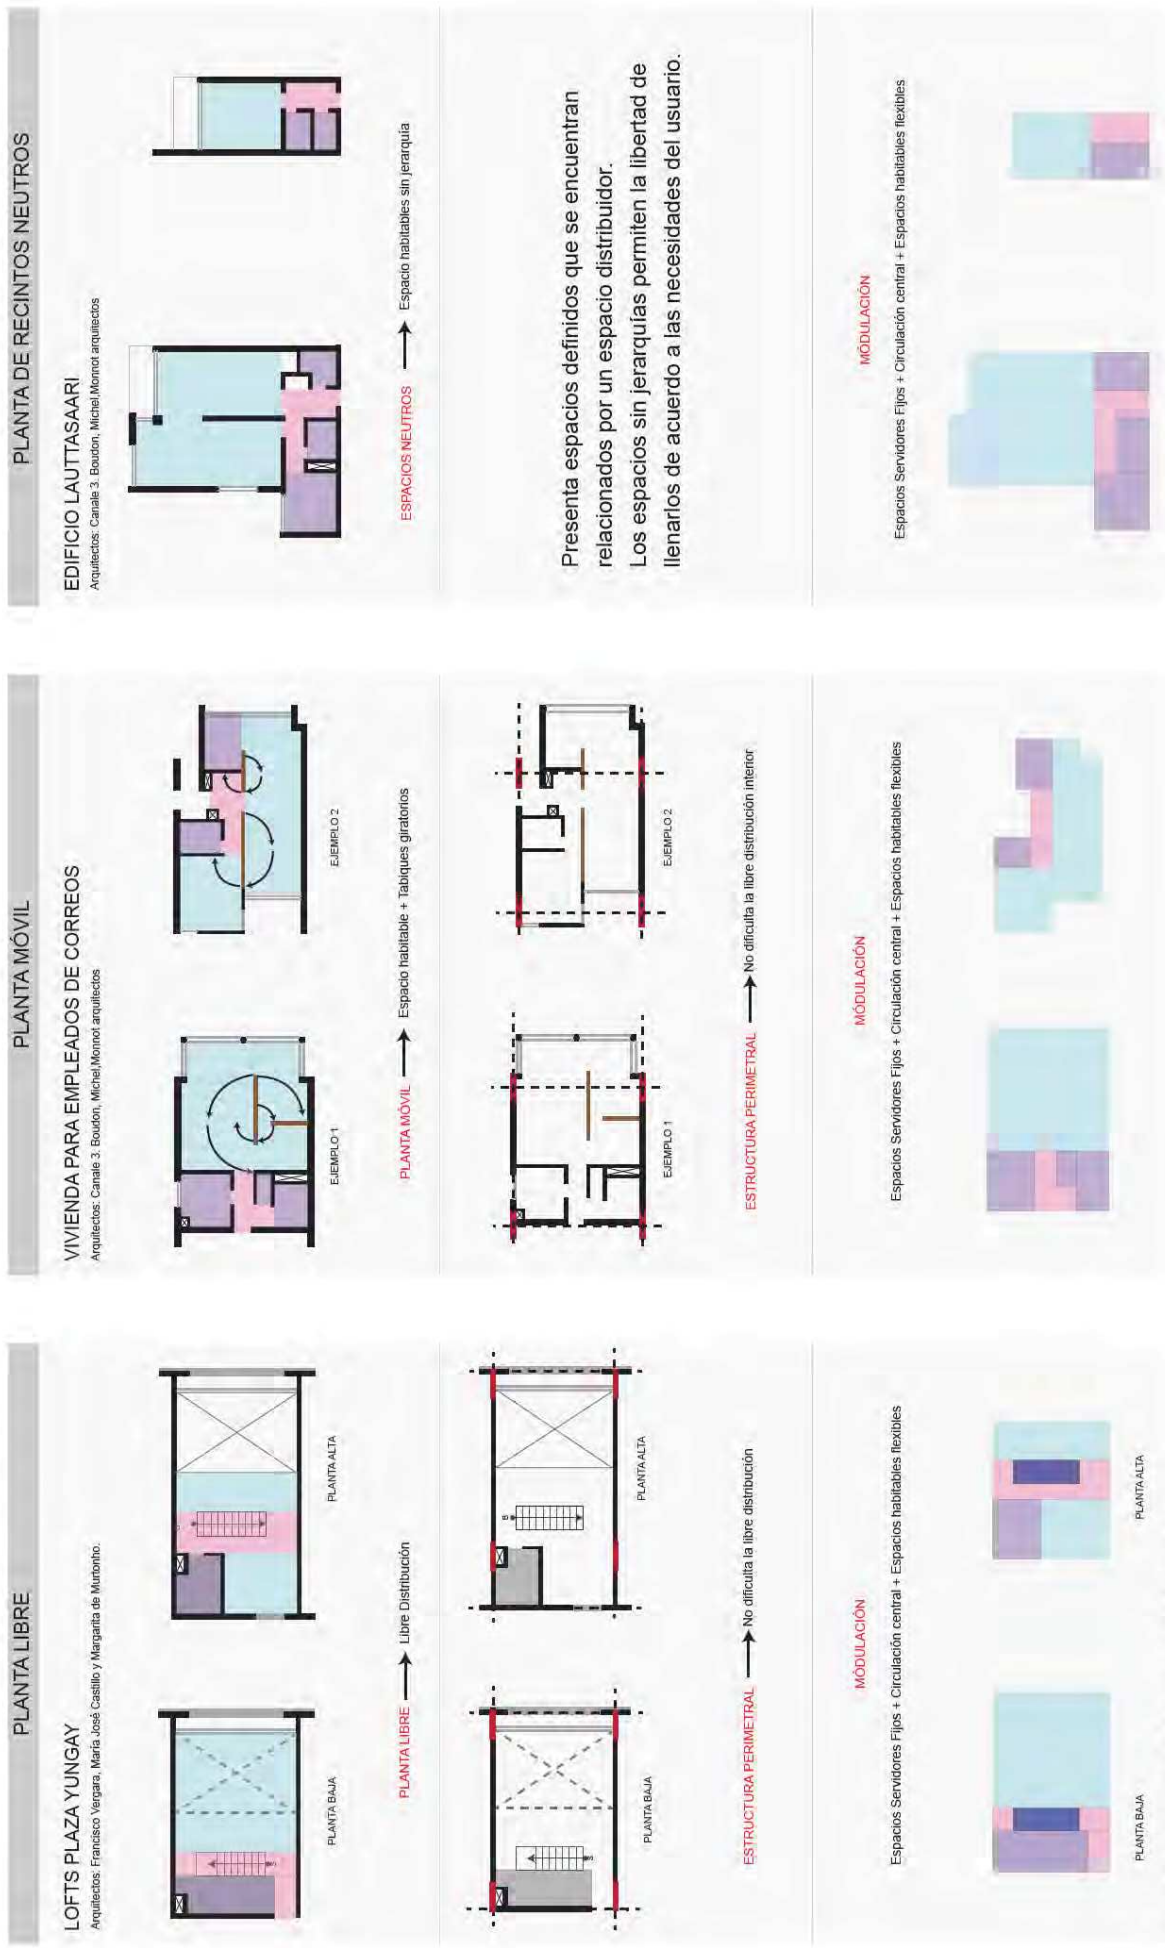 PLANTA LIBRE
LOFTS PLAZA YUNGAY
Arquitectos: Francisco Vergara, María José Castillo y Margarita de Murtonho.
PLANTA BAJA
PLANTA ALTA
PLANTA LIBRE → Libre Distribución
PLANTA BAJA
PLANTA ALTA
ESTRUCTURA PERIMETRAL → No dificulta la libre distribución
MÓDULACIÓN
Espacios Servidores Fijos + Circulación central + Espacios habitables flexibles
PLANTA BAJA
PLANTA ALTA
PLANTA MÓVIL
VIVIENDA PARA EMPLEADOS DE CORREOS
Arquitectos: Canale 3. Boudon, Michel,Monnot arquitectos
EJEMPLO 1
EJEMPLO 2
PLANTA MÓVIL → Espacio habitable + Tabiques giratorios
EJEMPLO 1
EJEMPLO 2
ESTRUCTURA PERIMETRAL → No dificulta la libre distribución interior
MÓDULACIÓN
Espacios Servidores Fijos + Circulación central + Espacios habitables flexibles
PLANTA DE RECINTOS NEUTROS
EDIFICIO LAUTTASAARI
Arquitectos: Canale 3. Boudon, Michel,Monnot arquitectos
ESPACIOS NEUTROS → Espacio habitables sin jerarquía
Presenta espacios definidos que se encuentran
relacionados por un espacio distribuidor.
Los espacios sin jerarquías permiten la libertad de
llenarlos de acuerdo a las necesidades del usuario.
MÓDULACIÓN
Espacios Servidores Fijos + Circulación central + Espacios habitables flexibles